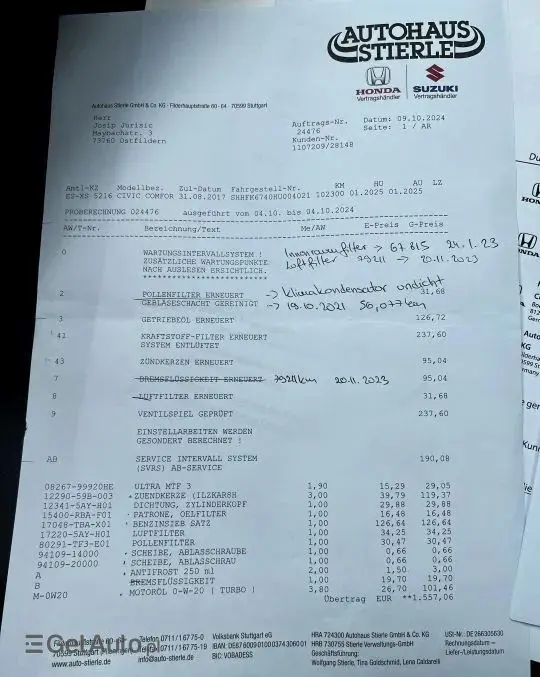 AUTOHAUS
STIERLE
HONDA
Vertragshändler
SUZUKI
Vertragshändler
Autohaus Stierle GmbH & Co. KG · Filderhauptstraße 60 - 64 · 70599 Stuttgart
Herr
Josip Jurisic
Maybachstr. 3
73760 Ostfildern
Auftrags-Nr. Datum: 09.10.2024
24476 Seite: 1 / AR
Kunden-Nr.
1107209/28148
Amtl-KZ Modellbez. Zul-Datum Fahrgestell-Nr. KM HU AU LZ
ES-XS 5216 CIVIC COMFOR 31.08.2017 SHHFK6740HU004021 102300 01.2025 01.2025
PROBERECHNUNG 024476 ausgeführt vom 04.10. bis 04.10.2024
AW/T-Nr. Bezeichnung/Text Me/AW E-Preis G-Preis
0 WARTUNGSINTERVALLSYSTEM ! Innenraumfilter → 67815 24.1.23
ZUSÄTZLICHE WARTUNGSPUNKTE Luftfilter 79211 → 20.11.2023
NACH AUSLESEN ERSICHTLICH.
**************************
2 POLLENFILTER ERNEUERT → Klimakondensator undicht 31,68
GEBLÄSESCHACHT GEREINIGT → 19.10.2021 56,077km
3 GETRIEBEÖL ERNEUERT 126,72
41 KRAFTSTOFF-FILTER ERNEUERT 237,60
SYSTEM ENTLÜFTET
43 ZÜNDKERZEN ERNEUERT 95,04
7 BREMSFLÜSSIGKEIT ERNEUERT 79211km 20.11.2023 95,04
8 LUFTFILTER ERNEUERT 31,68
9 VENTILSPIEL GEPRÜFT 237,60
EINSTELLARBEITEN WERDEN
GESONDERT BERECHNET !
AB SERVICE INTERVALL SYSTEM 190,08
(SVRS) AB-SERVICE
08267-99920HE ULTRA MTF 3 1,90 15,29 29,05
12290-59B-003 ZUENDKERZE (ILZKAR8H 3,00 39,79 119,37
12341-5AY-H01 DICHTUNG, ZYLINDERKOPF 1,00 29,88 29,88
15400-RBA-F01 PATRONE, OELFILTER 1,00 16,48 16,48
17048-TBA-X01 BENZINSIEB SATZ 1,00 126,64 126,64
17220-5AY-H01 LUFTFILTER 1,00 34,25 34,25
80291-TF3-E01 POLLENFILTER 1,00 30,47 30,47
94109-14000 SCHEIBE, ABLASSCHRAUBE 1,00 0,66 0,66
94109-20000 SCHEIBE, ABLASSCHRAU 1,00 0,66 0,66
A ANTIFROST 250 ml 2,00 1,50 3,00
B BREMSFLÜSSIGKEIT 1,00 19,70 19,70
M-0W20 MOTORÖL 0-W-20 ( TURBO ) 3,80 26,70 101,46
Übertrag EUR **1.557,06
GetAuto
70599 Stuttgart
www.auto-stierle.de
Telefon 0711/16775-0
Telefax 0711/16775-19
info@auto-stierle.de
Volksbank Stuttgart eG
BIC: VOBADESS
HRA 724300 Autohaus Stierle GmbH & Co. KG
HRB 730755 Stierle Verwaltungs-GmbH
Geschäftsführung:
Wolfgang Stierle, Tina Goldschmid, Lena Caldarelli
USt-Nr.: DE 266305630
Rechnungsdatum =
Liefer-/Leistungsdatum